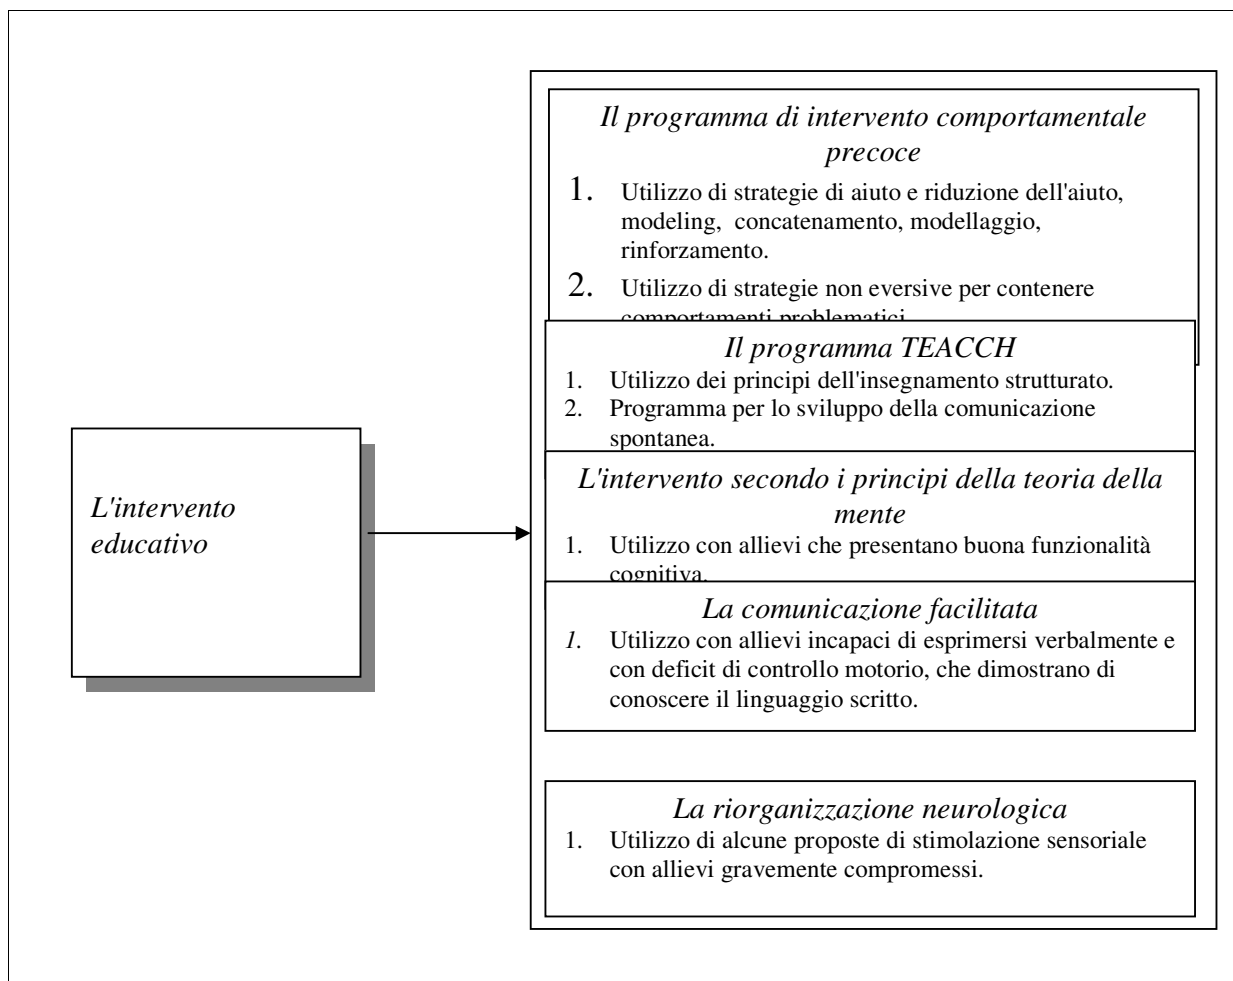 Il programma di intervento comportamentale
precoce
1. Utilizzo di strategie di aiuto e riduzione dell'aiuto,
modeling, concatenamento, modellaggio,
rinforzamento.
2. Utilizzo di strategie non eversive per contenere
comportamenti problematici
Il programma TEACCH
1. Utilizzo dei principi dell'insegnamento strutturato.
2. Programma per lo sviluppo della comunicazione
spontanea.
L'intervento
educativo
L'intervento secondo i principi della teoria della
mente
1. Utilizzo con allievi che presentano buona funzionalità
cognitiva.
La comunicazione facilitata
1. Utilizzo con allievi incapaci di esprimersi verbalmente e
con deficit di controllo motorio, che dimostrano di
conoscere il linguaggio scritto.
La riorganizzazione neurologica
1. Utilizzo di alcune proposte di stimolazione sensoriale
con allievi gravemente compromessi.